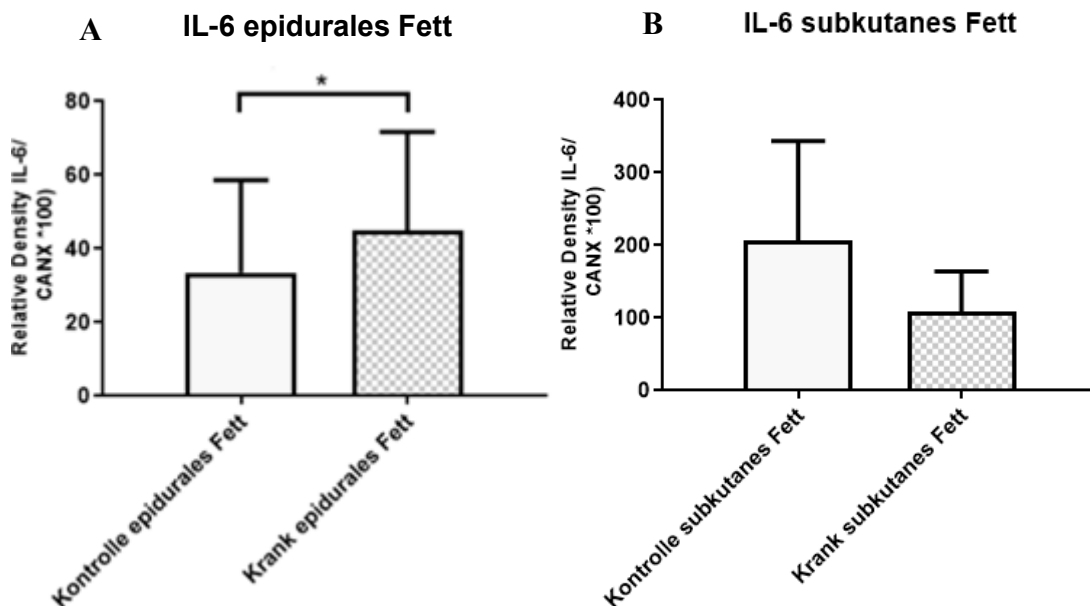 A
IL-6 epidurales Fett
Relative Density IL-6/
CANX *100)
80
60
40
20
0
*
Kontrolle epidurales Fett
Krank epidurales Fett
B
IL-6 subkutanes Fett
Relative Density IL-6/
CANX *100)
400
300
200
100
0
Kontrolle subkutanes Fett
Krank subkutanes Fett